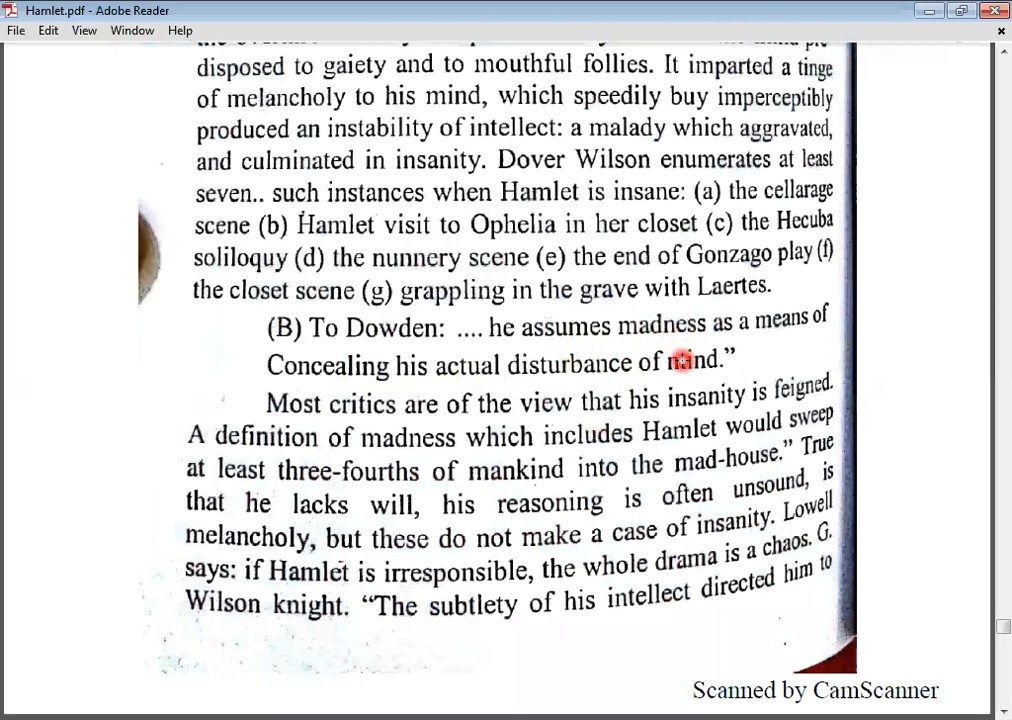 Hamlet.pdf - Adobe Reader
File Edit View Window Help
disposed to gaiety and to mouthful follies. It imparted a tinge
of melancholy to his mind, which speedily buy imperceptibly
produced an instability of intellect: a malady which aggravated,
and culminated in insanity. Dover Wilson enumerates at least
seven.. such instances when Hamlet is insane: (a) the cellarage
scene (b) Hamlet visit to Ophelia in her closet (c) the Hecuba
soliloquy (d) the nunnery scene (e) the end of Gonzago play (f)
the closet scene (g) grappling in the grave with Laertes.
(B) To Dowden: .... he assumes madness as a means of
Concealing his actual disturbance of mind.”
Most critics are of the view that his insanity is feigned.
A definition of madness which includes Hamlet would sweep
at least three-fourths of mankind into the mad-house.” True
that he lacks will, his reasoning is often unsound, is
melancholy, but these do not make a case of insanity. Lowell
says: if Hamlet is irresponsible, the whole drama is a chaos. G.
Wilson knight. “The subtlety of his intellect directed him to
Scanned by CamScanner